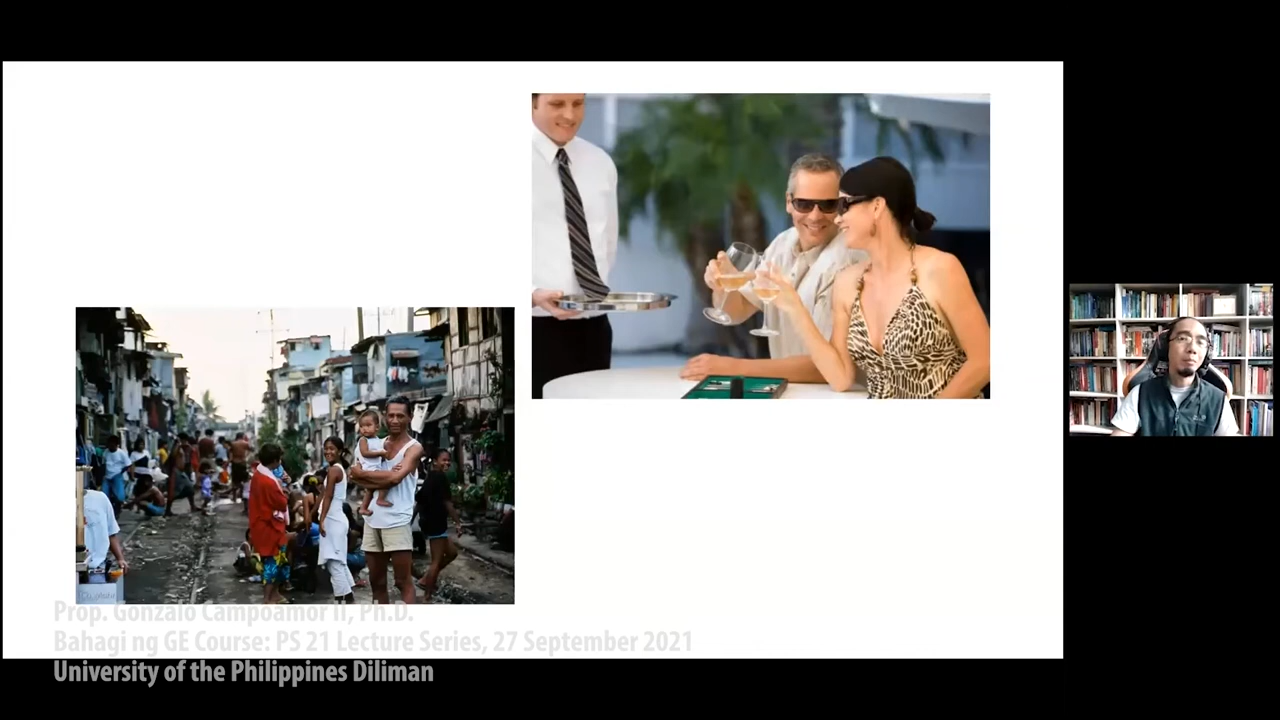 Prop. Gonzalo Campoamor II, Ph.D.
Bahagi ng GE Course: PS 21 Lecture Series, 27 September 2021
University of the Philippines Diliman